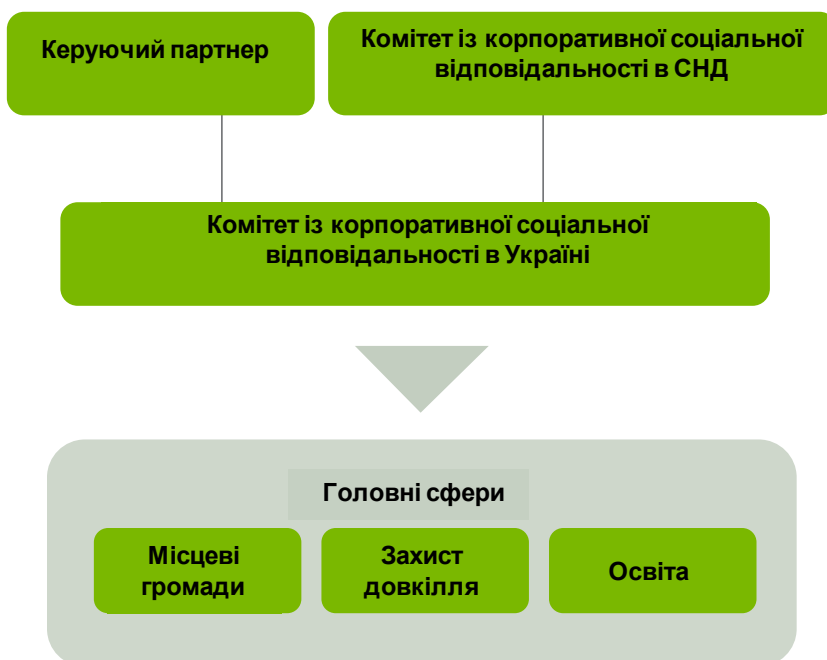 Керуючий партнер
Комітет із корпоративної соціальної
відповідальності в СНД
Комітет із корпоративної соціальної
відповідальності в Україні
Головні сфери
Місцеві
громади
Захист
довкілля
Освіта